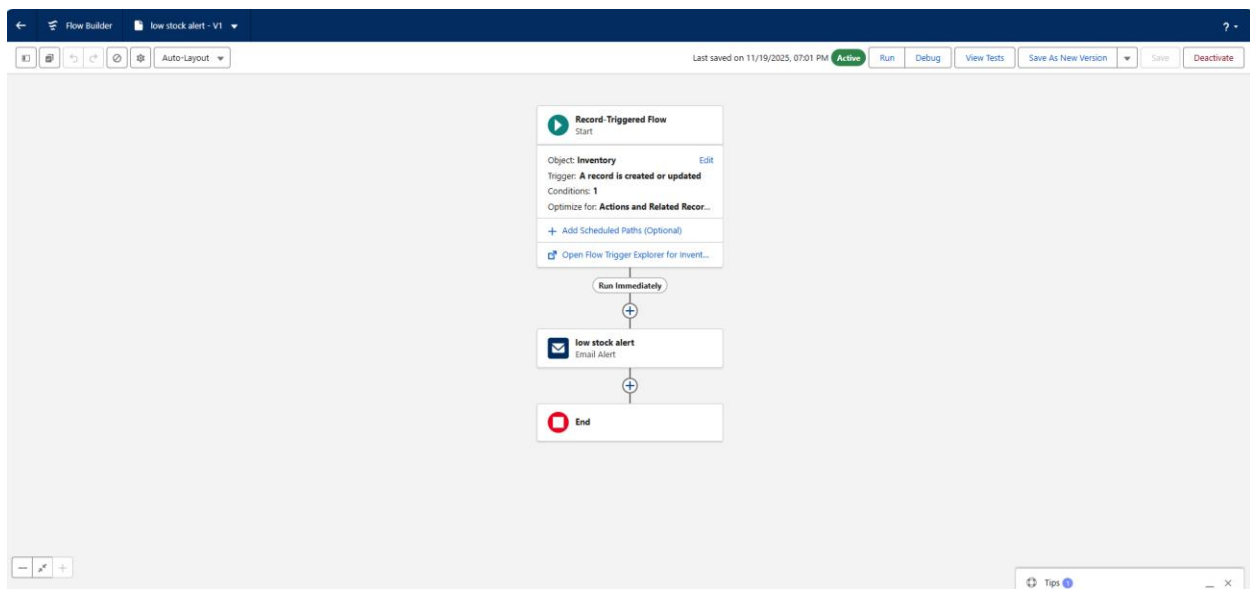 Flow Builder
low stock alert - V1
?
Auto-Layout
Last saved on 11/19/2025, 07:01 PM
Active
Run
Debug
View Tests
Save As New Version
Save
Deactivate
Record-Triggered Flow
Start
Object: Inventory
Edit
Trigger: A record is created or updated
Conditions: 1
Optimize for: Actions and Related Recor...
+ Add Scheduled Paths (Optional)
Open Flow Trigger Explorer for Invent...
Run Immediately
low stock alert
Email Alert
End
Tips 1